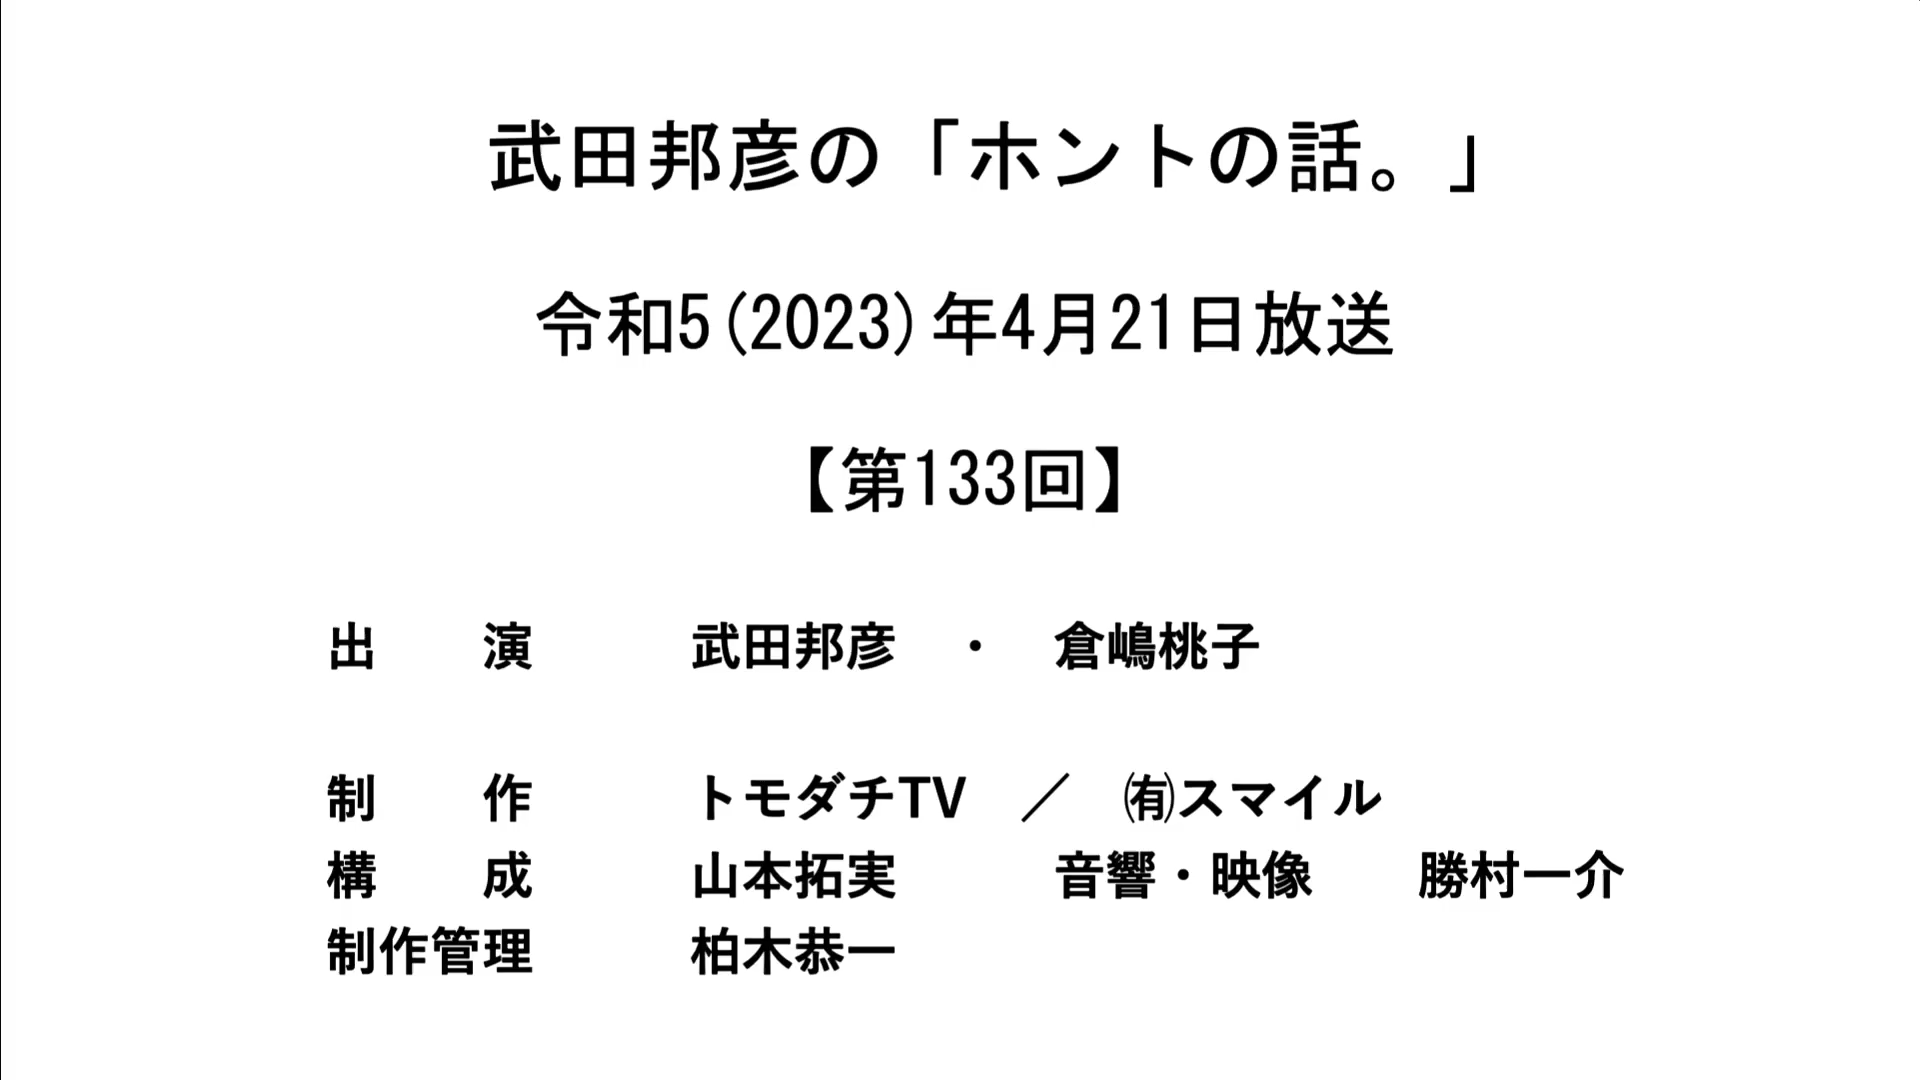 武田邦彦の「ホントの話。」
令和5(2023)年4月21日放送
【第133回】
出　　演　　　武田邦彦　・　倉嶋桃子
制　　作　　　トモダチTV　／　㈲スマイル
構　　成　　　山本拓実　　　音響・映像　　勝村一介
制作管理　　　柏木恭一